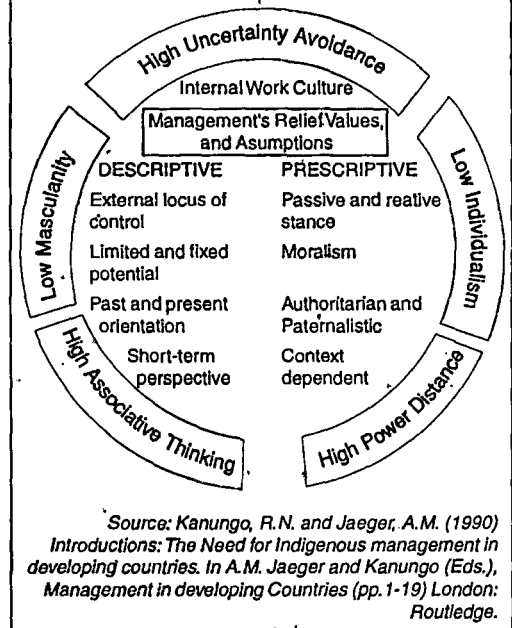 High Uncertainty Avoidance
Internal Work Culture
Management's Relief Values,
and Asumptions
Low Mascularity
Low Individualism
DESCRIPTIVE PRESCRIPTIVE
External locus of Passive and reative
control stance
Limited and fixed Moralism
potential
Past and present Authoritarian and
orientation Paternalistic
Short-term Context
perspective dependent
High Associative Thinking
High Power Distance
Source: Kanungo, R.N. and Jaeger, A.M. (1990)
Introductions: The Need for Indigenous management in
developing countries. In A.M. Jaeger and Kanungo (Eds.),
Management in developing Countries (pp. 1-19) London:
Routledge.